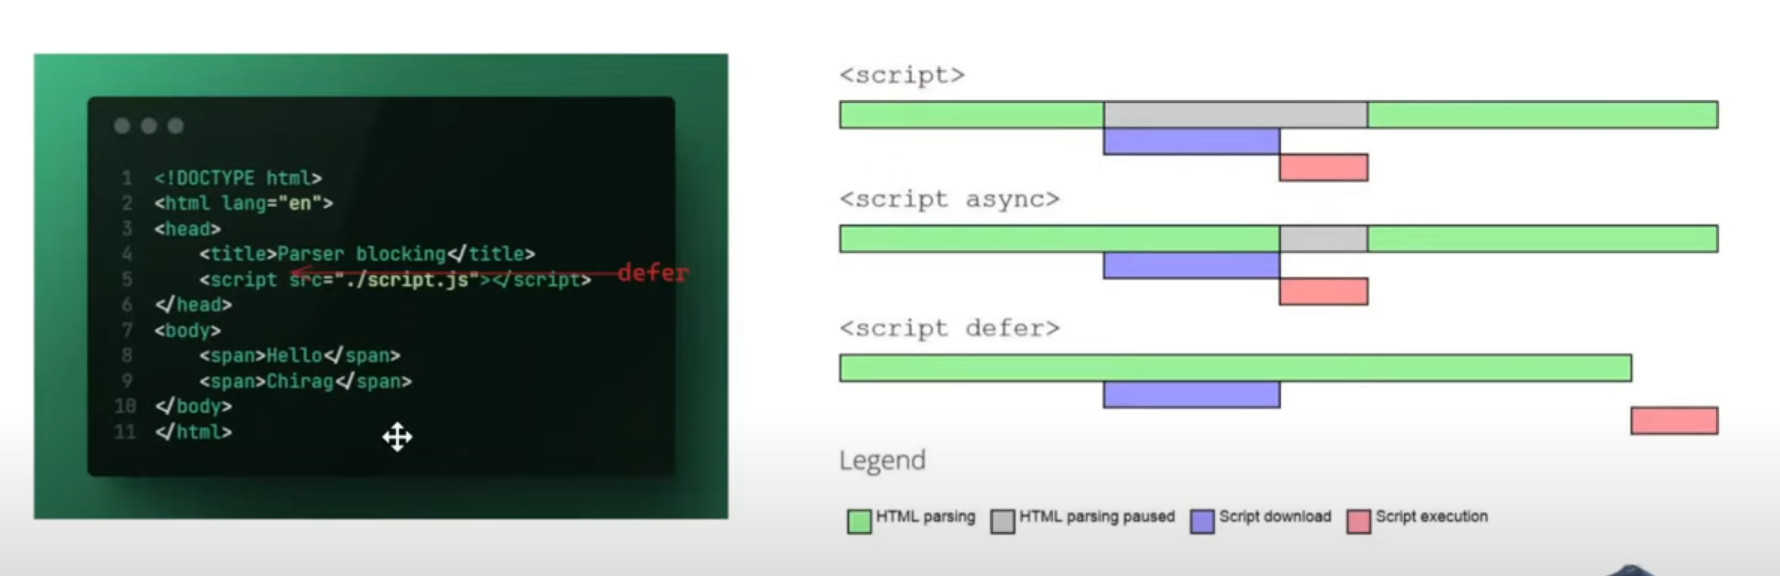 1 <!DOCTYPE html>
2 <html lang="en">
3 <head>
4 <title>Parser blocking</title>
5 <script src="./script.js"></script>
defer
6 </head>
7 <body>
8 <span>Hello</span>
9 <span>Chirag</span>
10 </body>
11 </html>
<script>
<script async>
<script defer>
Legend
HTML parsing HTML parsing paused Script download Script execution